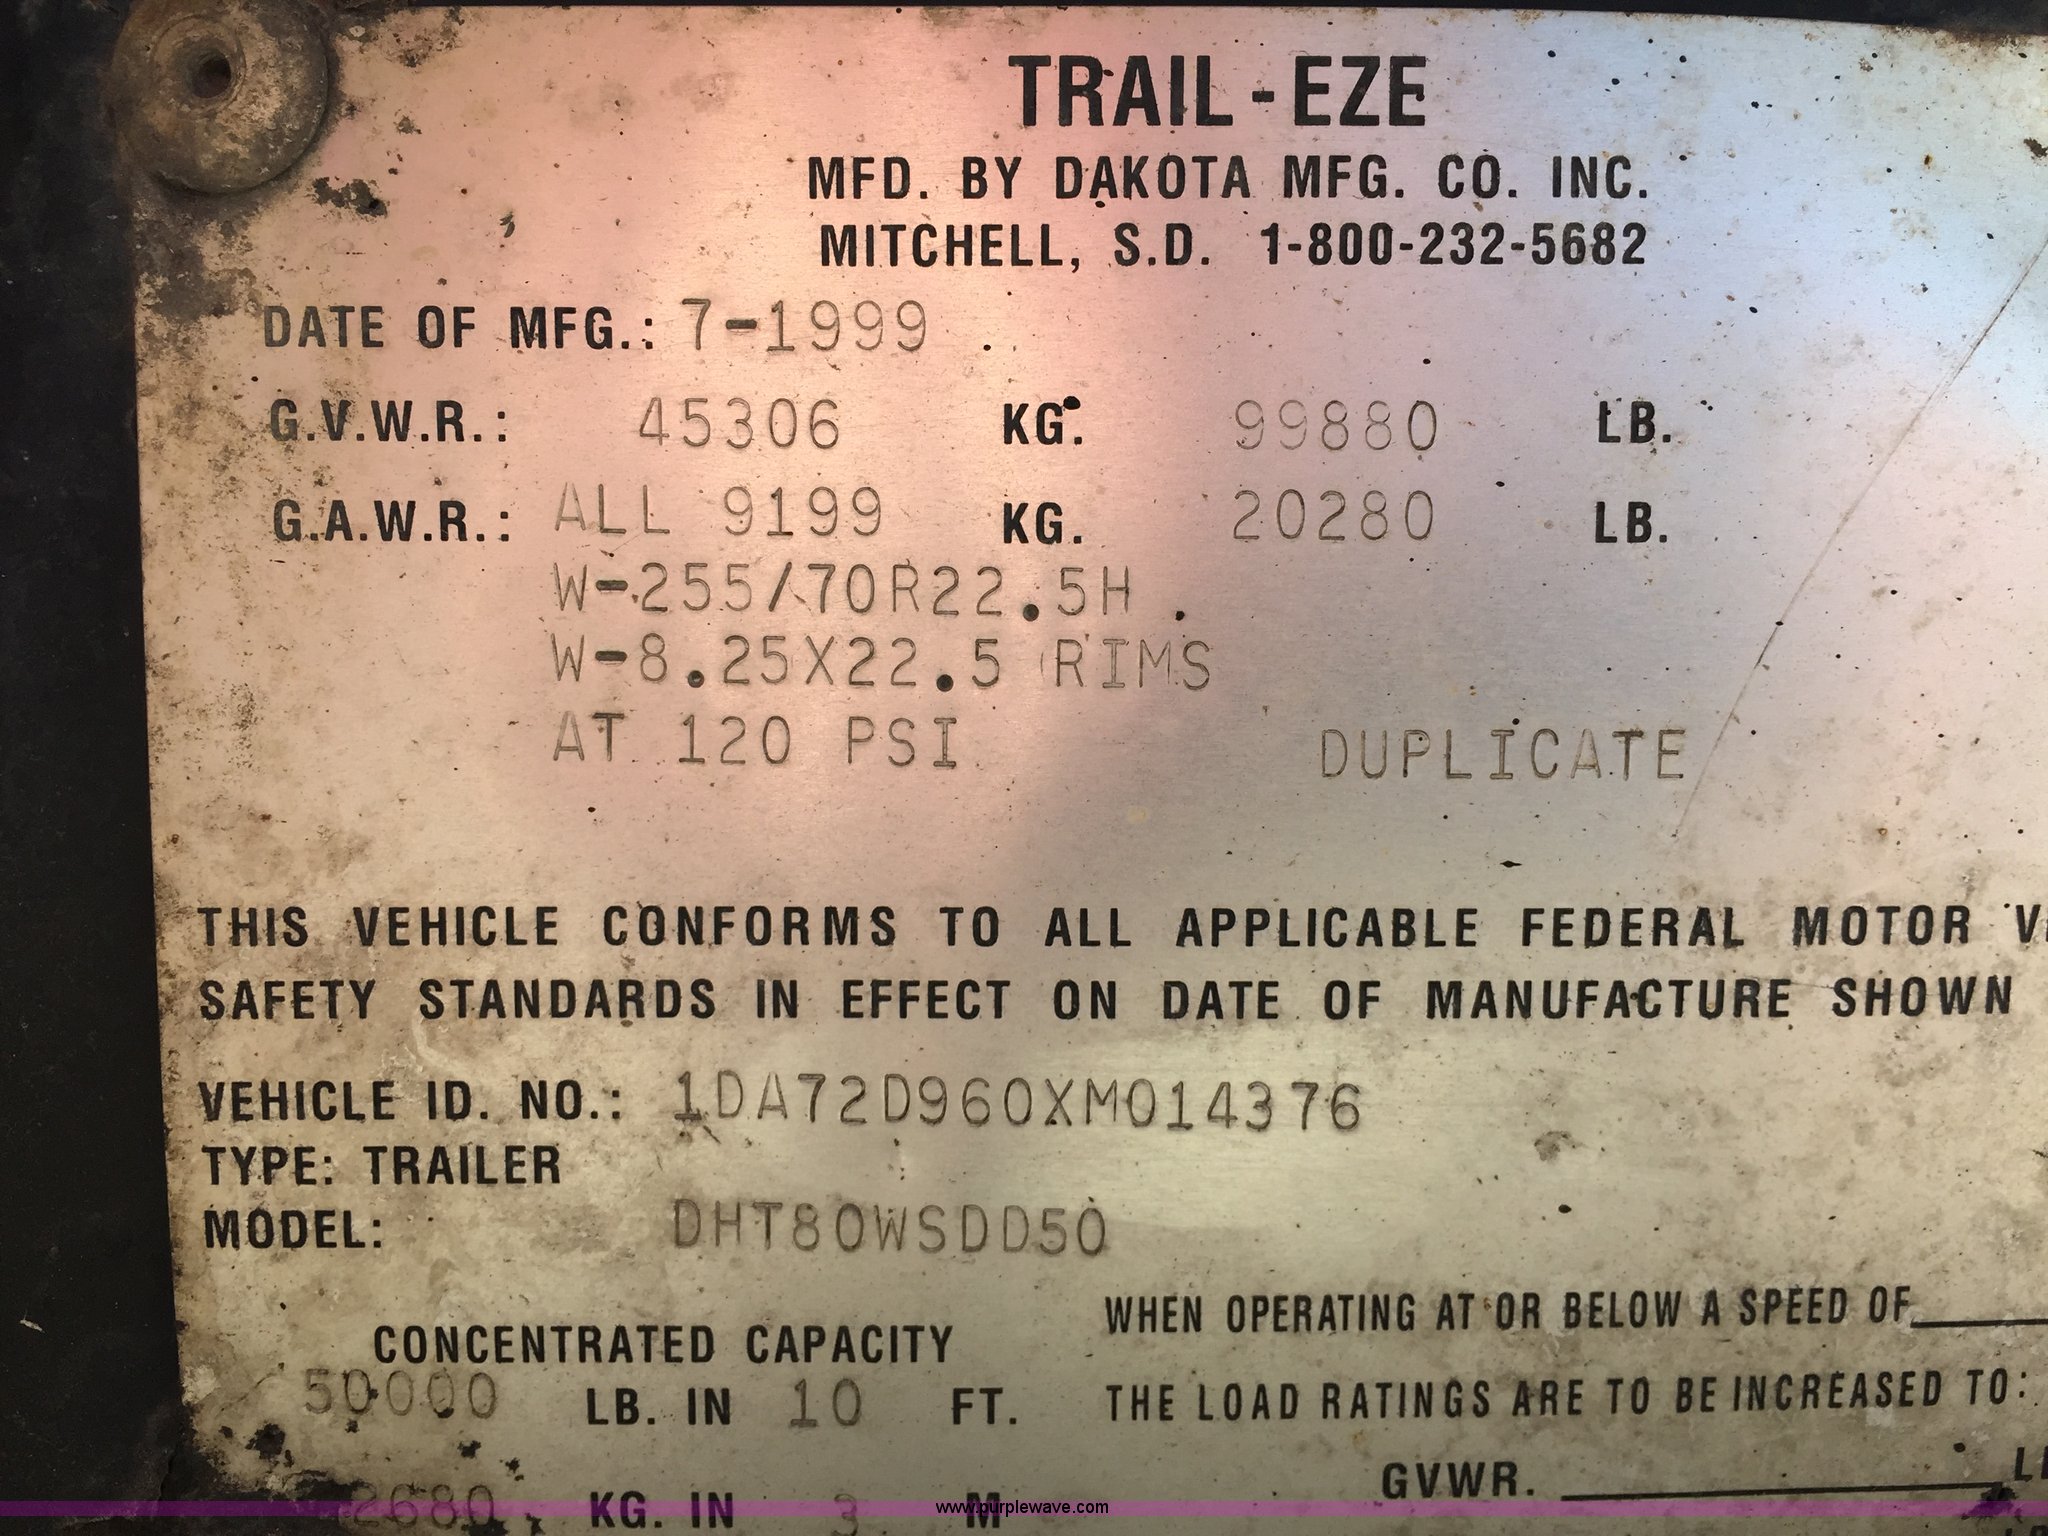 TRAIL-EZE
MFD. BY DAKOTA MFG. CO. INC.
MITCHELL, S.D. 1-800-232-5682
DATE OF MFG.: 7-1999
G.V.W.R.: 45306 KG. 99880 LB.
G.A.W.R.: ALL 9199 KG. 20280 LB.
W-255/70R22.5H
W-8.25X22.5 RIMS
AT 120 PSI DUPLICATE
THIS VEHICLE CONFORMS TO ALL APPLICABLE FEDERAL MOTOR
SAFETY STANDARDS IN EFFECT ON DATE OF MANUFACTURE SHOWN
VEHICLE ID. NO.: 1DA72D960XM014376
TYPE: TRAILER
MODEL: DHT80WSDD50
WHEN OPERATING AT OR BELOW A SPEED OF
CONCENTRATED CAPACITY
50000 LB. IN 10 FT.
THE LOAD RATINGS ARE TO BE INCREASED TO:
GVWR.
KG. IN 3 M
www.purplewave.com